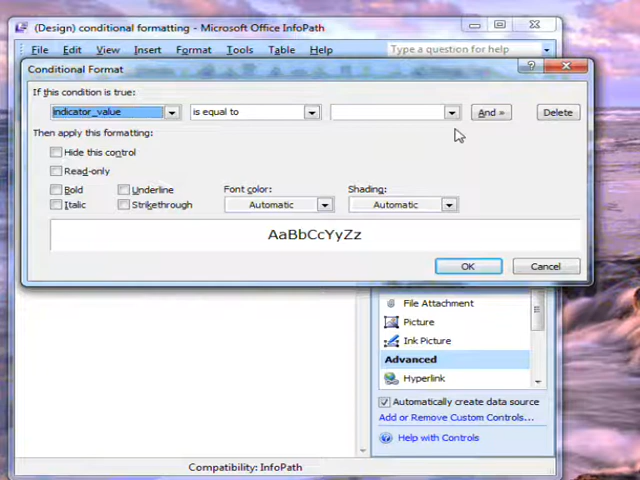 (Design) conditional formatting - Microsoft Office InfoPath
File Edit View Insert Format Tools Table Help Type a question for help
Conditional Format
If this condition is true:
indicator_value is equal to And » Delete
Then apply this formatting:
Hide this control
Read-only
Bold Underline Font color: Shading:
Italic Strikethrough Automatic Automatic
AaBbCcYyZz
OK Cancel
File Attachment
Picture
Ink Picture
Advanced
Hyperlink
Automatically create data source
Add or Remove Custom Controls...
Help with Controls
Compatibility: InfoPath